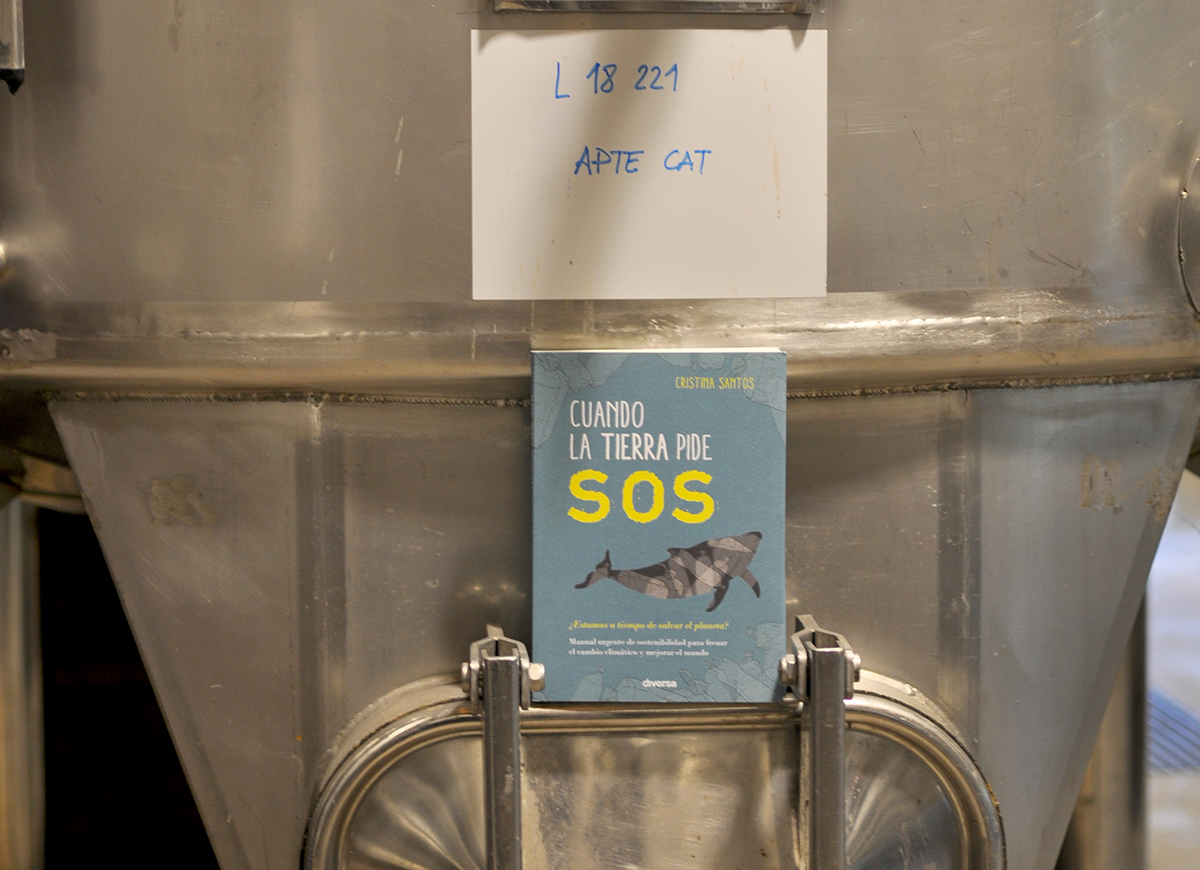 L 18 221
APTE CAT
CRISTINA SANTOS
CUANDO
LA TIERRA PIDE
SOS
¿Estamos a tiempo de salvar el planeta?
Manual urgente de sostenibilidad para frenar
el cambio climático y mejorar el mundo
diversa